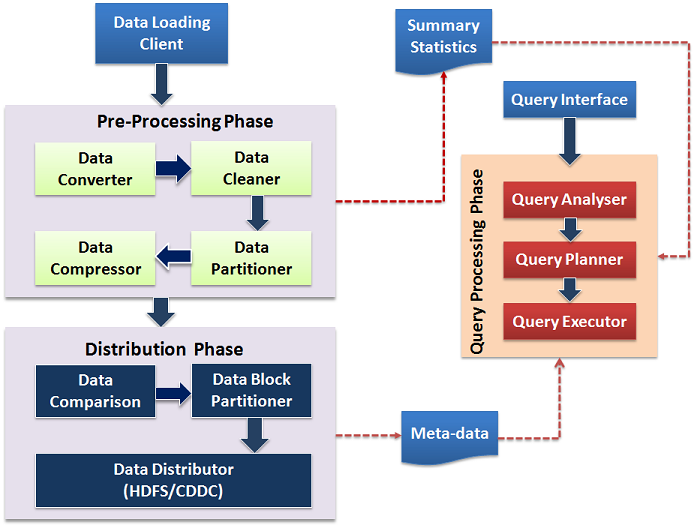 Data Loading
Client
Summary
Statistics
Query Interface
Pre-Processing Phase
Data
Converter
Data
Cleaner
Data
Compressor
Data
Partitioner
Query Processing Phase
Query Analyser
Query Planner
Query Executor
Distribution Phase
Data
Comparison
Data Block
Partitioner
Data Distributor
(HDFS/CDDC)
Meta-data